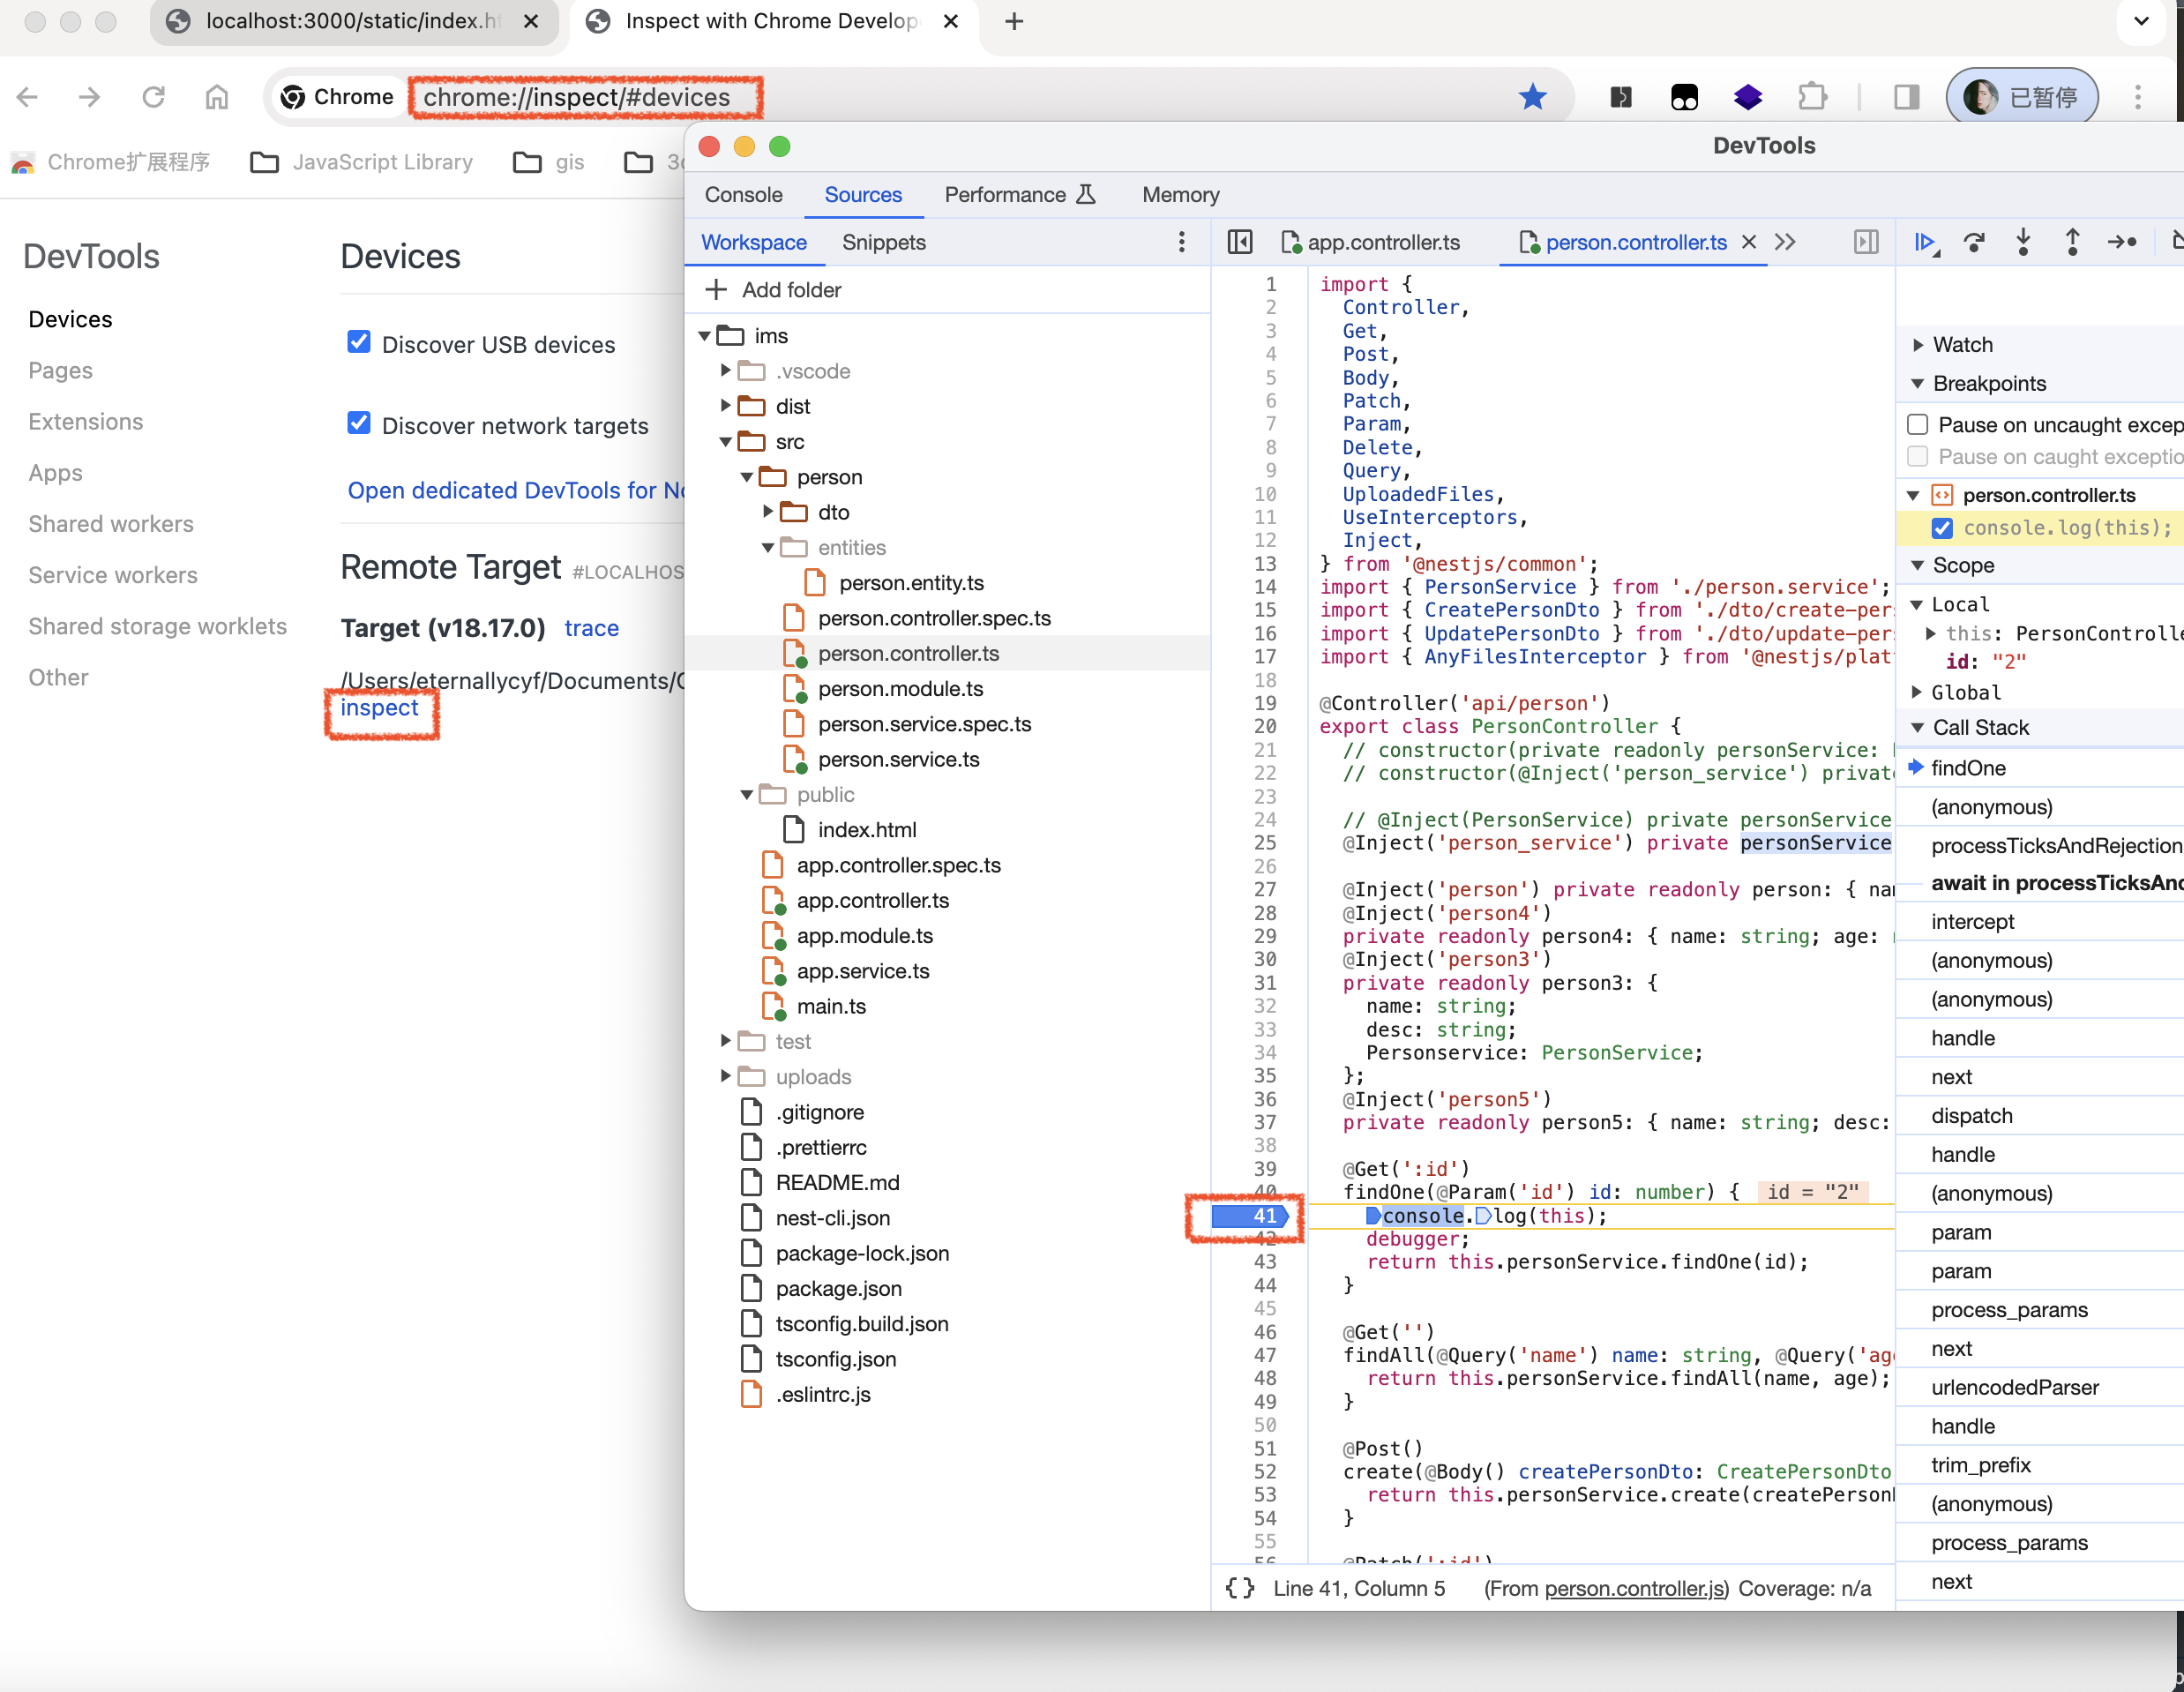 localhost:3000/static/index.h
Inspect with Chrome Develop
Chrome
chrome://inspect/#devices
已暂停
Chrome扩展程序
JavaScript Library
gis
DevTools
Devices
Pages
Extensions
Apps
Shared workers
Service workers
Shared storage worklets
Other
Devices
Discover USB devices
Discover network targets
Open dedicated DevTools for
Remote Target #LOCALHOS
Target (v18.17.0) trace
/Users/eternallycyf/Documents/
inspect
DevTools
Console Sources Performance Memory
Workspace Snippets
Add folder
ims
.vscode
dist
src
person
dto
entities
person.entity.ts
person.controller.spec.ts
person.controller.ts
person.module.ts
person.service.spec.ts
person.service.ts
public
index.html
app.controller.spec.ts
app.controller.ts
app.module.ts
app.service.ts
main.ts
test
uploads
.gitignore
.prettierrc
README.md
nest-cli.json
package-lock.json
package.json
tsconfig.build.json
tsconfig.json
.eslintrc.js
app.controller.ts person.controller.ts
1 import {
2 Controller,
3 Get,
4 Post,
5 Body,
6 Patch,
7 Param,
8 Delete,
9 Query,
10 UploadedFiles,
11 UseInterceptors,
12 Inject,
13 } from '@nestjs/common';
14 import { PersonService } from './person.service';
15 import { CreatePersonDto } from './dto/create-per
16 import { UpdatePersonDto } from './dto/update-per
17 import { AnyFilesInterceptor } from '@nestjs/plat
18
19 @Controller('api/person')
20 export class PersonController {
21 // constructor(private readonly personService:
22 // constructor(@Inject('person_service') privat
23
24 // @Inject(PersonService) private personService
25 @Inject('person_service') private personService
26
27 @Inject('person') private readonly person: { na
28 @Inject('person4')
29 private readonly person4: { name: string; age:
30 @Inject('person3')
31 private readonly person3: {
32 name: string;
33 desc: string;
34 Personservice: PersonService;
35 };
36 @Inject('person5')
37 private readonly person5: { name: string; desc:
38
39 @Get(':id')
40 findOne(@Param('id') id: number) { id = "2"
41 console.log(this);
42 debugger;
43 return this.personService.findOne(id);
44 }
45
46 @Get('')
47 findAll(@Query('name') name: string, @Query('ag
48 return this.personService.findAll(name, age);
49 }
50
51 @Post()
52 create(@Body() createPersonDto: CreatePersonDto
53 return this.personService.create(createPerson
54 }
55
56 @Patch(':id')
{} Line 41, Column 5 (From person.controller.js) Coverage: n/a
Watch
Breakpoints
Pause on uncaught excep
Pause on caught exceptio
person.controller.ts
console.log(this);
Scope
Local
this: PersonControlle
id: "2"
Global
Call Stack
findOne
(anonymous)
processTicksAndRejection
await in processTicksAnd
intercept
(anonymous)
(anonymous)
handle
next
dispatch
handle
(anonymous)
param
param
process_params
next
urlencodedParser
handle
trim_prefix
(anonymous)
process_params
next